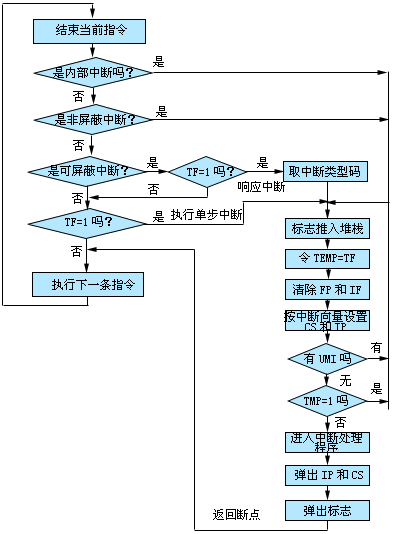 结束当前指令
是内部中断吗?
是
否
是非屏蔽中断?
是
否
是可屏蔽中断?
是
TF=1 吗?
是
取中断类型码
否
否
响应中断
TF=1 吗?
是 执行单步中断
标志推入堆栈
否
令 TEMP=TF
执行下一条指令
清除 FP 和 IF
按中断向量设置
CS 和 IP
有 UMI 吗
有
无
TMP=1 吗
是
否
进入中断处理
程序
弹出 IP 和 CS
弹出标志
返回断点